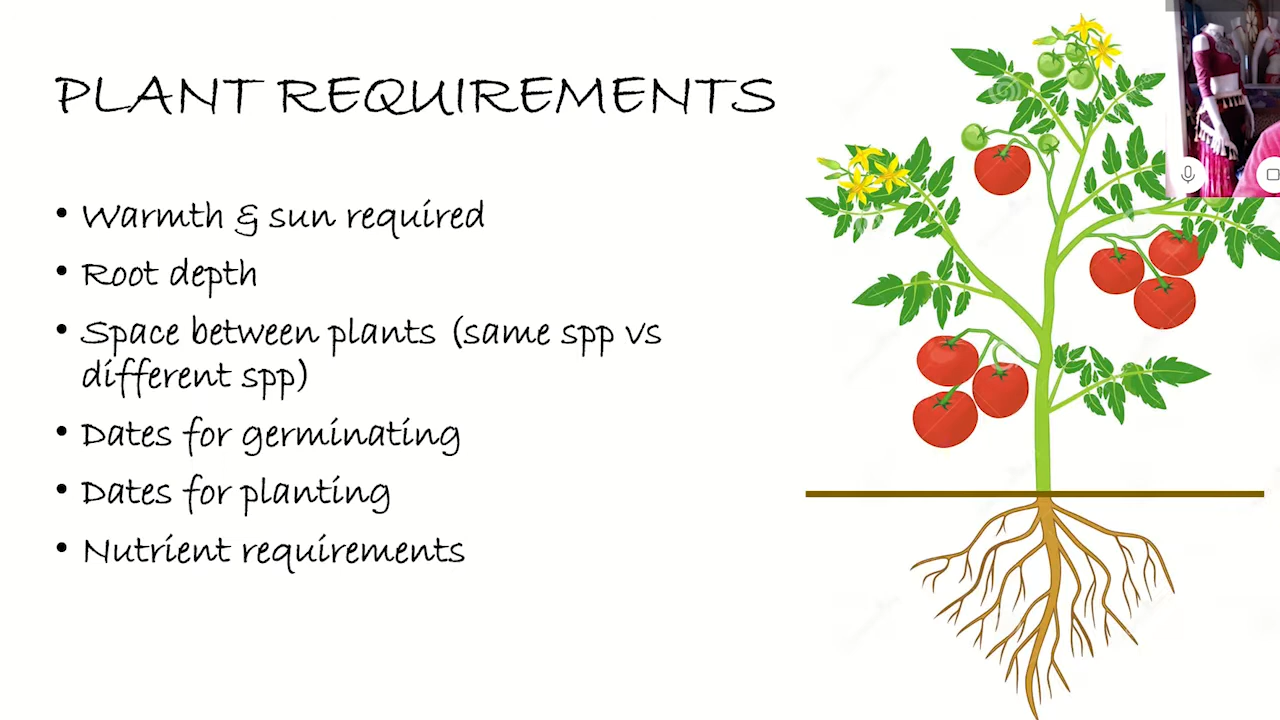 PLANT REQUIREMENTS
• Warmth & sun required
• Root depth
• Space between plants (same spp vs
different spp)
• Dates for germinating
• Dates for planting
• Nutrient requirements